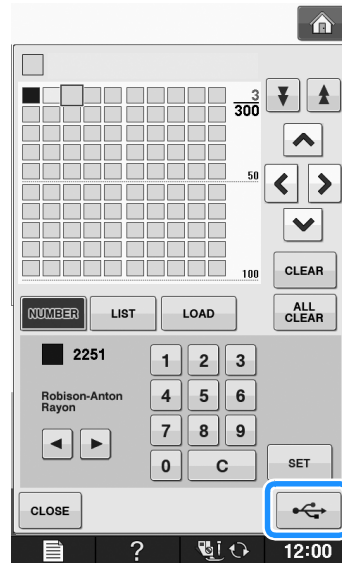 3
300
50
100
CLEAR
NUMBER
LIST
LOAD
ALL
CLEAR
2251
1
2
3
Robison-Anton
Rayon
4
5
6
7
8
9
0
C
SET
CLOSE
?
12:00